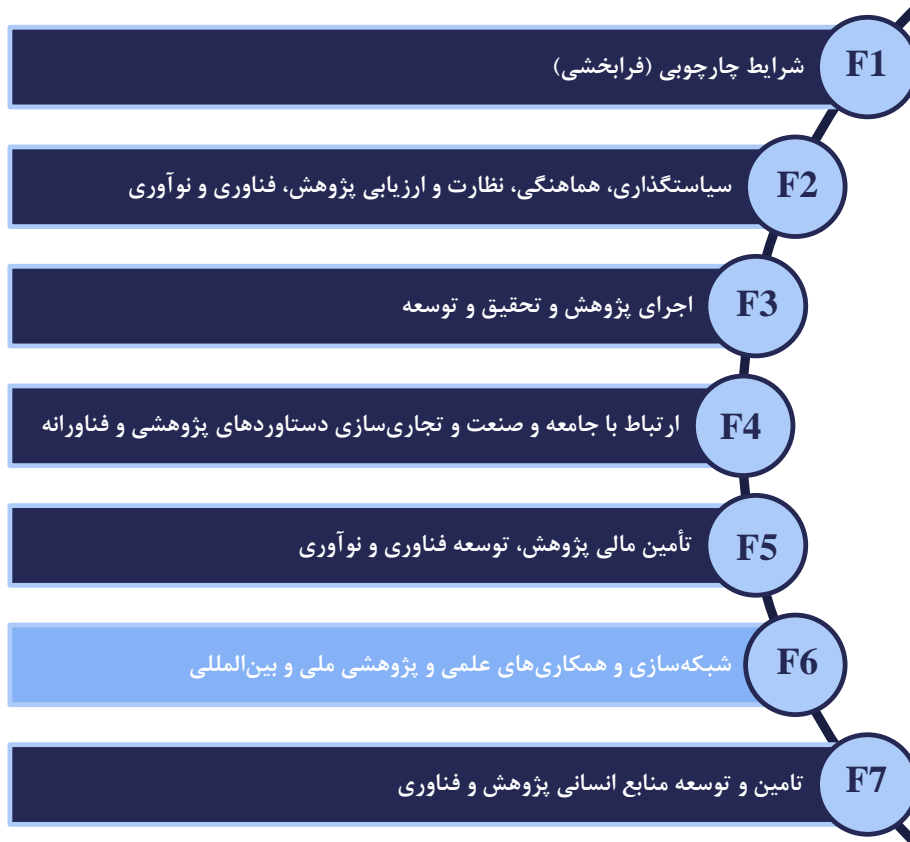 F1 شرایط چارچوبی (فرابخشی)
F2 سیاستگذاری، هماهنگی، نظارت و ارزیابی پژوهش، فناوری و نوآوری
F3 اجرای پژوهش و تحقیق و توسعه
F4 ارتباط با جامعه و صنعت و تجاری‌سازی دستاوردهای پژوهشی و فناورانه
F5 تأمین مالی پژوهش، توسعه فناوری و نوآوری
F6 شبکه‌سازی و همکاری‌های علمی و پژوهشی ملی و بین‌المللی
F7 تامین و توسعه منابع انسانی پژوهش و فناوری